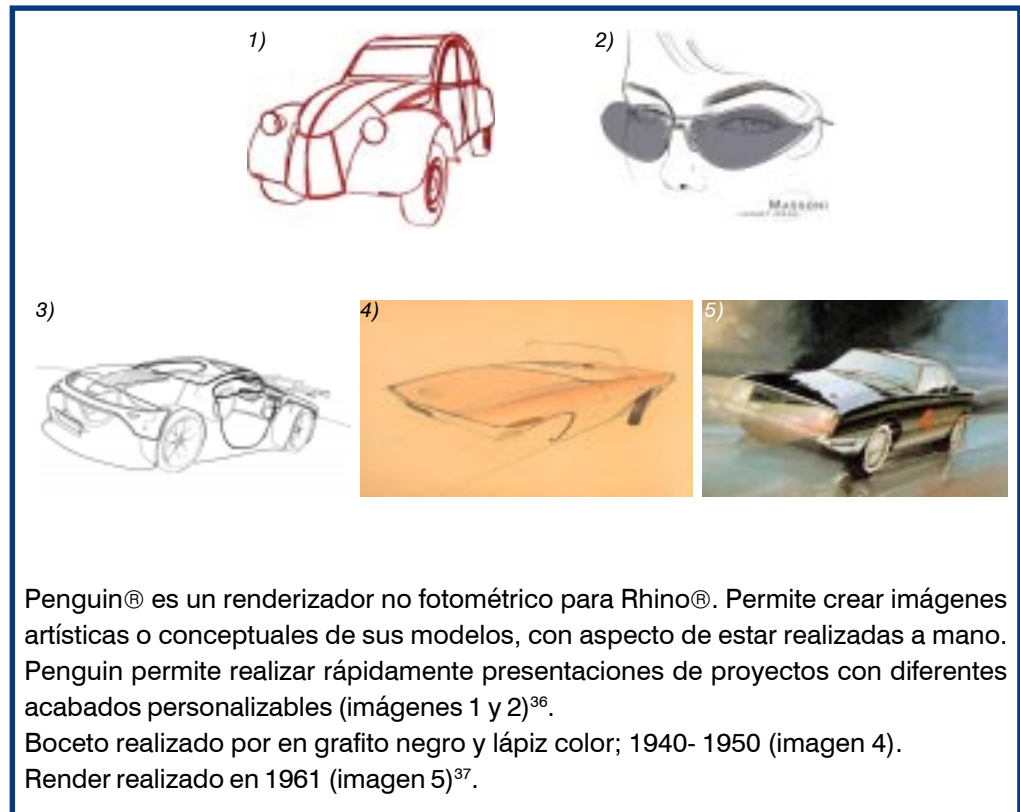 1)
2)
MASSONI
3)
4)
5)
Penguin® es un renderizador no fotométrico para Rhino®. Permite crear imágenes
artísticas o conceptuales de sus modelos, con aspecto de estar realizadas a mano.
Penguin permite realizar rápidamente presentaciones de proyectos con diferentes
acabados personalizables (imágenes 1 y 2)³⁶.
Boceto realizado por en grafito negro y lápiz color; 1940- 1950 (imagen 4).
Render realizado en 1961 (imagen 5)³⁷.